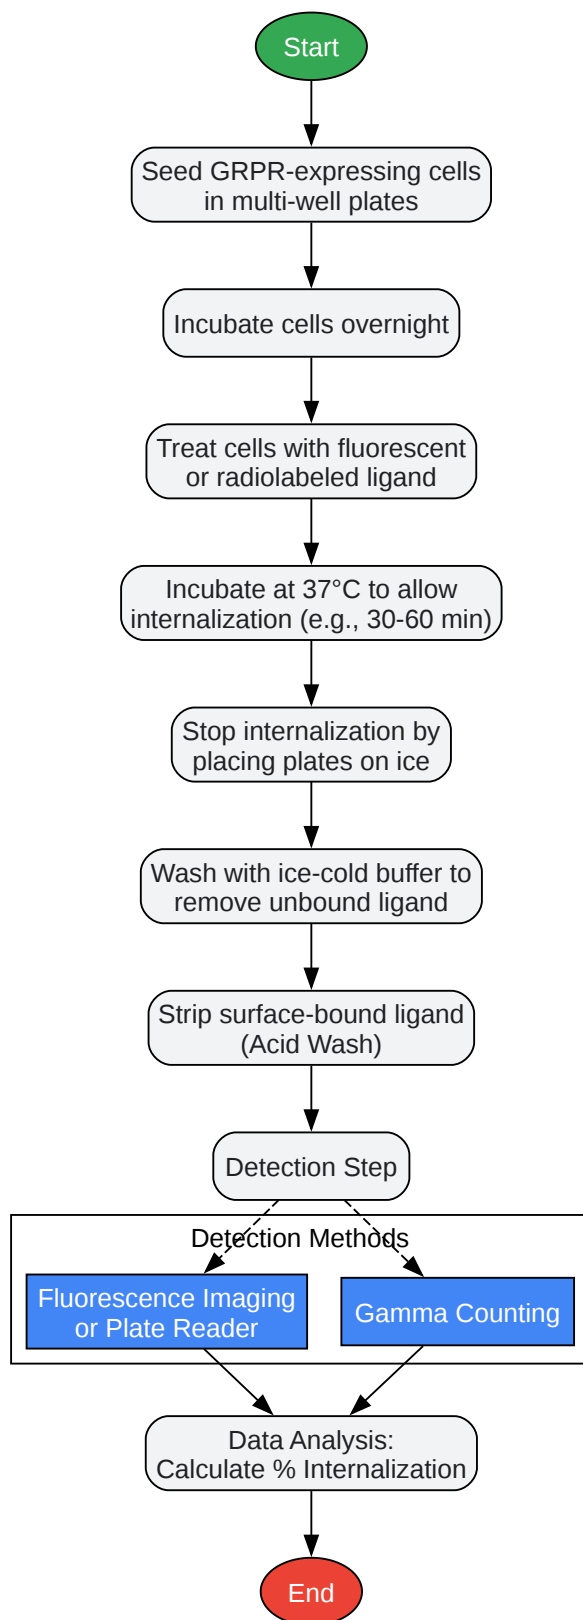 Start
Seed GRPR-expressing cells
in multi-well plates
Incubate cells overnight
Treat cells with fluorescent
or radiolabeled ligand
Incubate at 37°C to allow
internalization (e.g., 30-60 min)
Stop internalization by
placing plates on ice
Wash with ice-cold buffer to
remove unbound ligand
Strip surface-bound ligand
(Acid Wash)
Detection Step
Detection Methods
Fluorescence Imaging
or Plate Reader
Gamma Counting
Data Analysis:
Calculate % Internalization
End